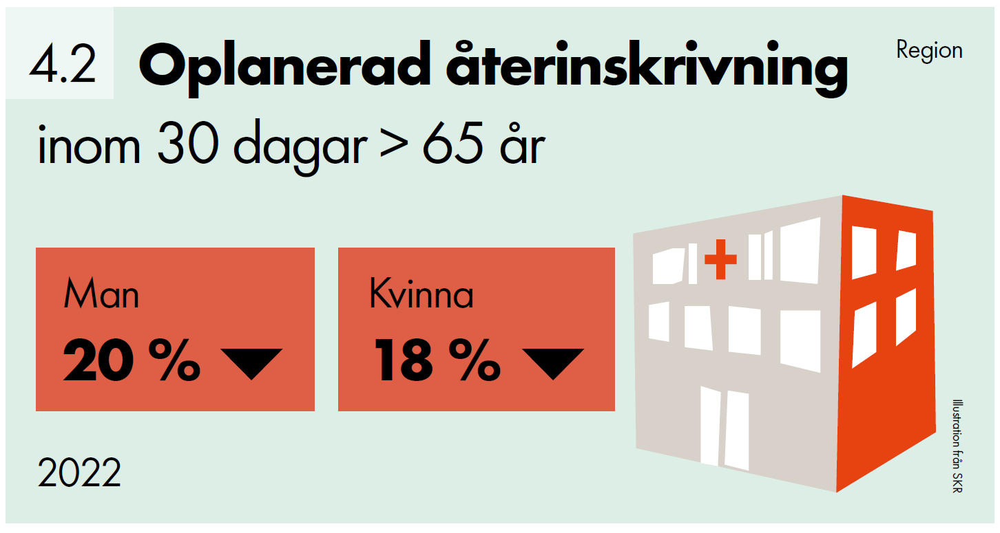 4.2 Oplanerad återinskrivning
Region
inom 30 dagar > 65 år
Man
20 %
Kvinna
18 %
2022
Illustration från SKR